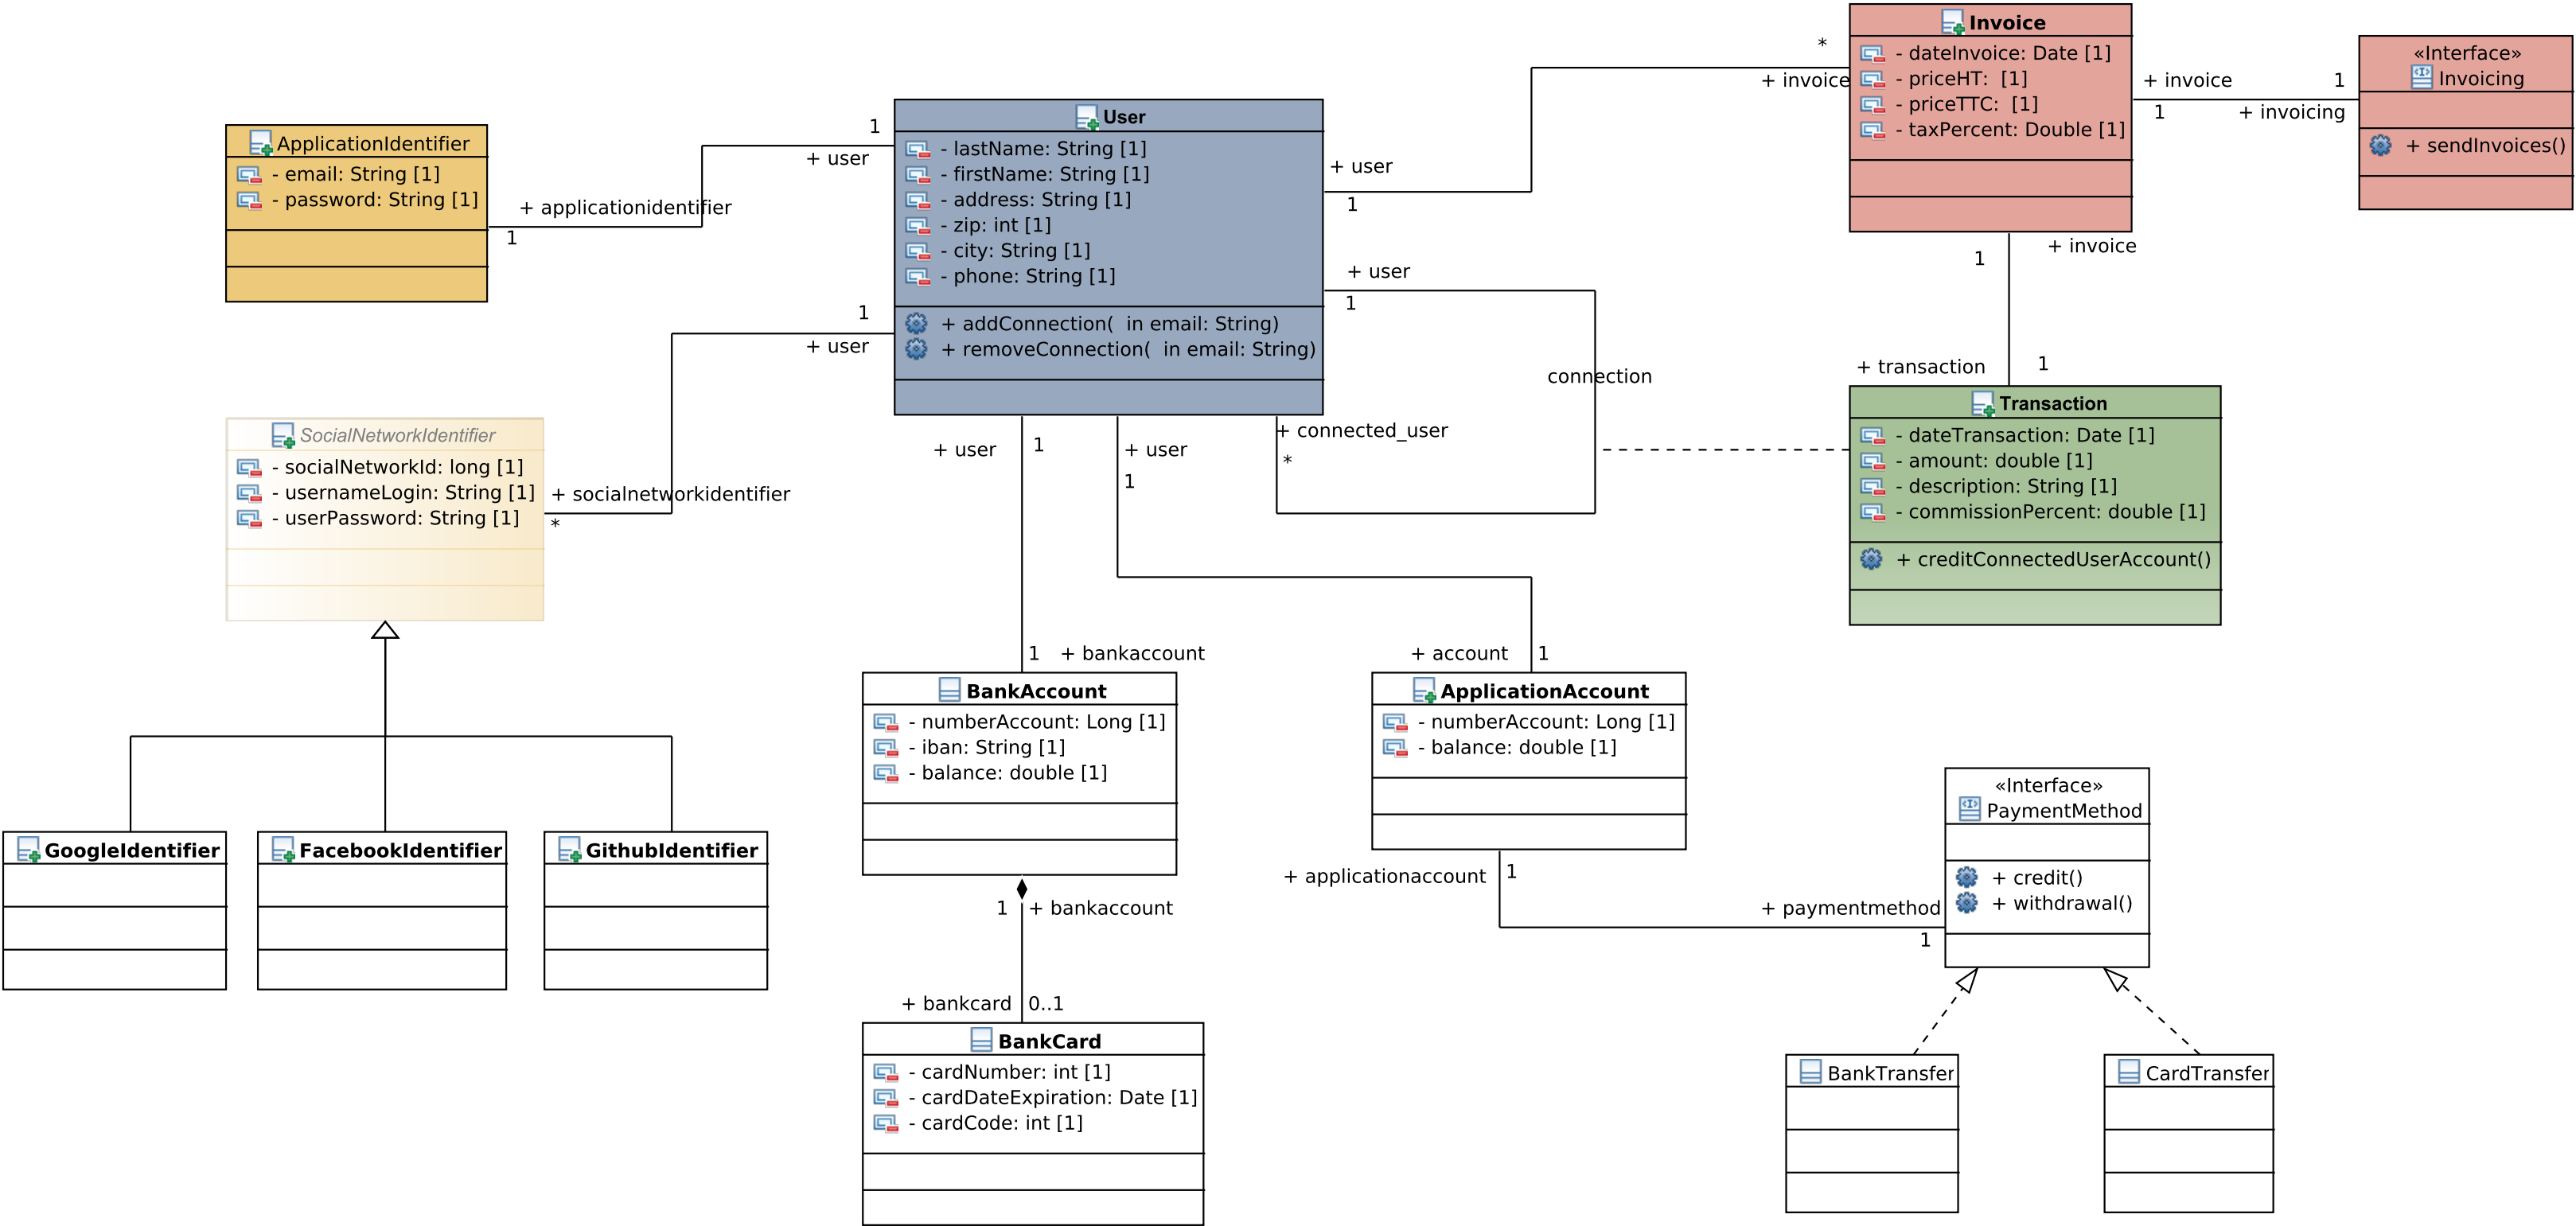 Invoice
- dateInvoice: Date [1]
- priceHT:  [1]
- priceTTC:  [1]
- taxPercent: Double [1]
*
+ invoice
+ invoice
1
1
+ invoicing
«Interface»
Invoicing
+ sendInvoices()
ApplicationIdentifier
- email: String [1]
- password: String [1]
+ applicationidentifier
1
1
+ user
User
- lastName: String [1]
- firstName: String [1]
- address: String [1]
- zip: int [1]
- city: String [1]
- phone: String [1]
+ addConnection(  in email: String)
+ removeConnection(  in email: String)
+ user
1
+ user
1
connection
+ connected_user
*
1
+ invoice
+ transaction
1
Transaction
- dateTransaction: Date [1]
- amount: double [1]
- description: String [1]
- commissionPercent: double [1]
+ creditConnectedUserAccount()
1
+ user
SocialNetworkIdentifier
- socialNetworkId: long [1]
- usernameLogin: String [1]
- userPassword: String [1]
+ socialnetworkidentifier
*
+ user
1
+ user
1
1
+ bankaccount
+ account
1
BankAccount
- numberAccount: Long [1]
- iban: String [1]
- balance: double [1]
ApplicationAccount
- numberAccount: Long [1]
- balance: double [1]
GoogleIdentifier
FacebookIdentifier
GithubIdentifier
1
+ bankaccount
+ bankcard
0..1
BankCard
- cardNumber: int [1]
- cardDateExpiration: Date [1]
- cardCode: int [1]
+ applicationaccount
1
+ paymentmethod
1
«Interface»
PaymentMethod
+ credit()
+ withdrawal()
BankTransfer
CardTransfer